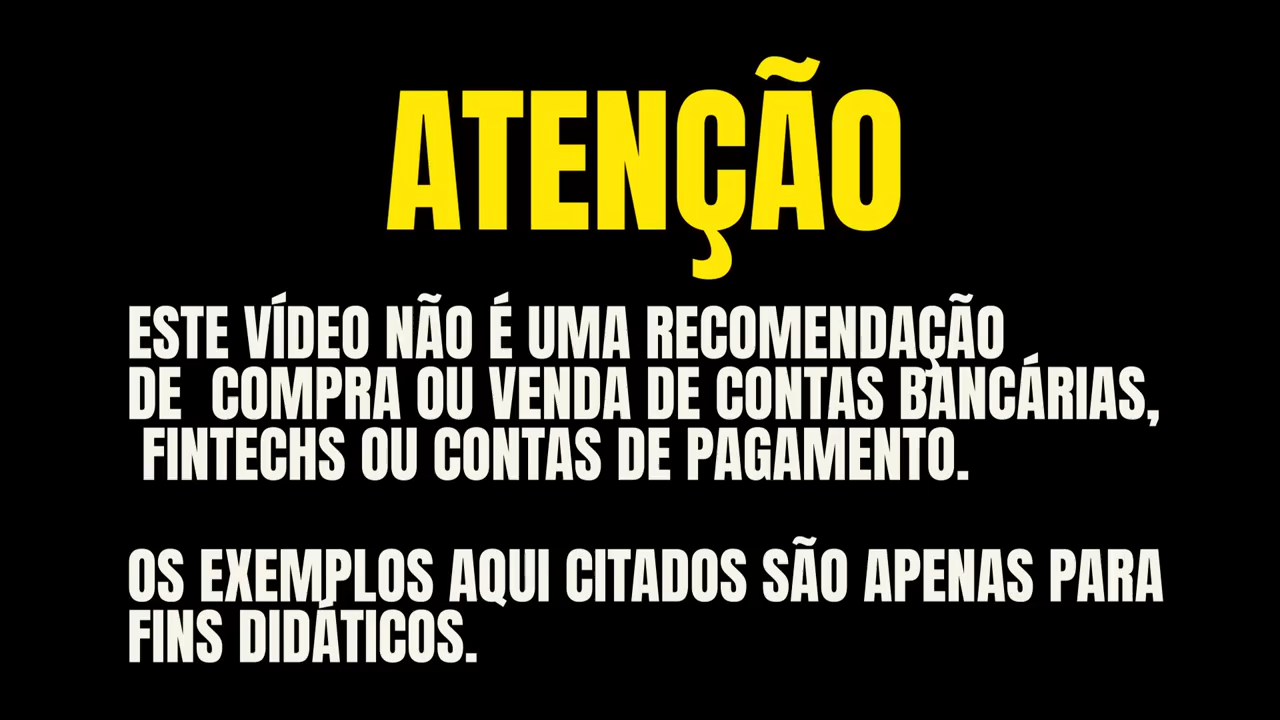 ATENÇÃO
ESTE VÍDEO NÃO É UMA RECOMENDAÇÃO
DE COMPRA OU VENDA DE CONTAS BANCÁRIAS,
FINTECHS OU CONTAS DE PAGAMENTO.
OS EXEMPLOS AQUI CITADOS SÃO APENAS PARA
FINS DIDÁTICOS.